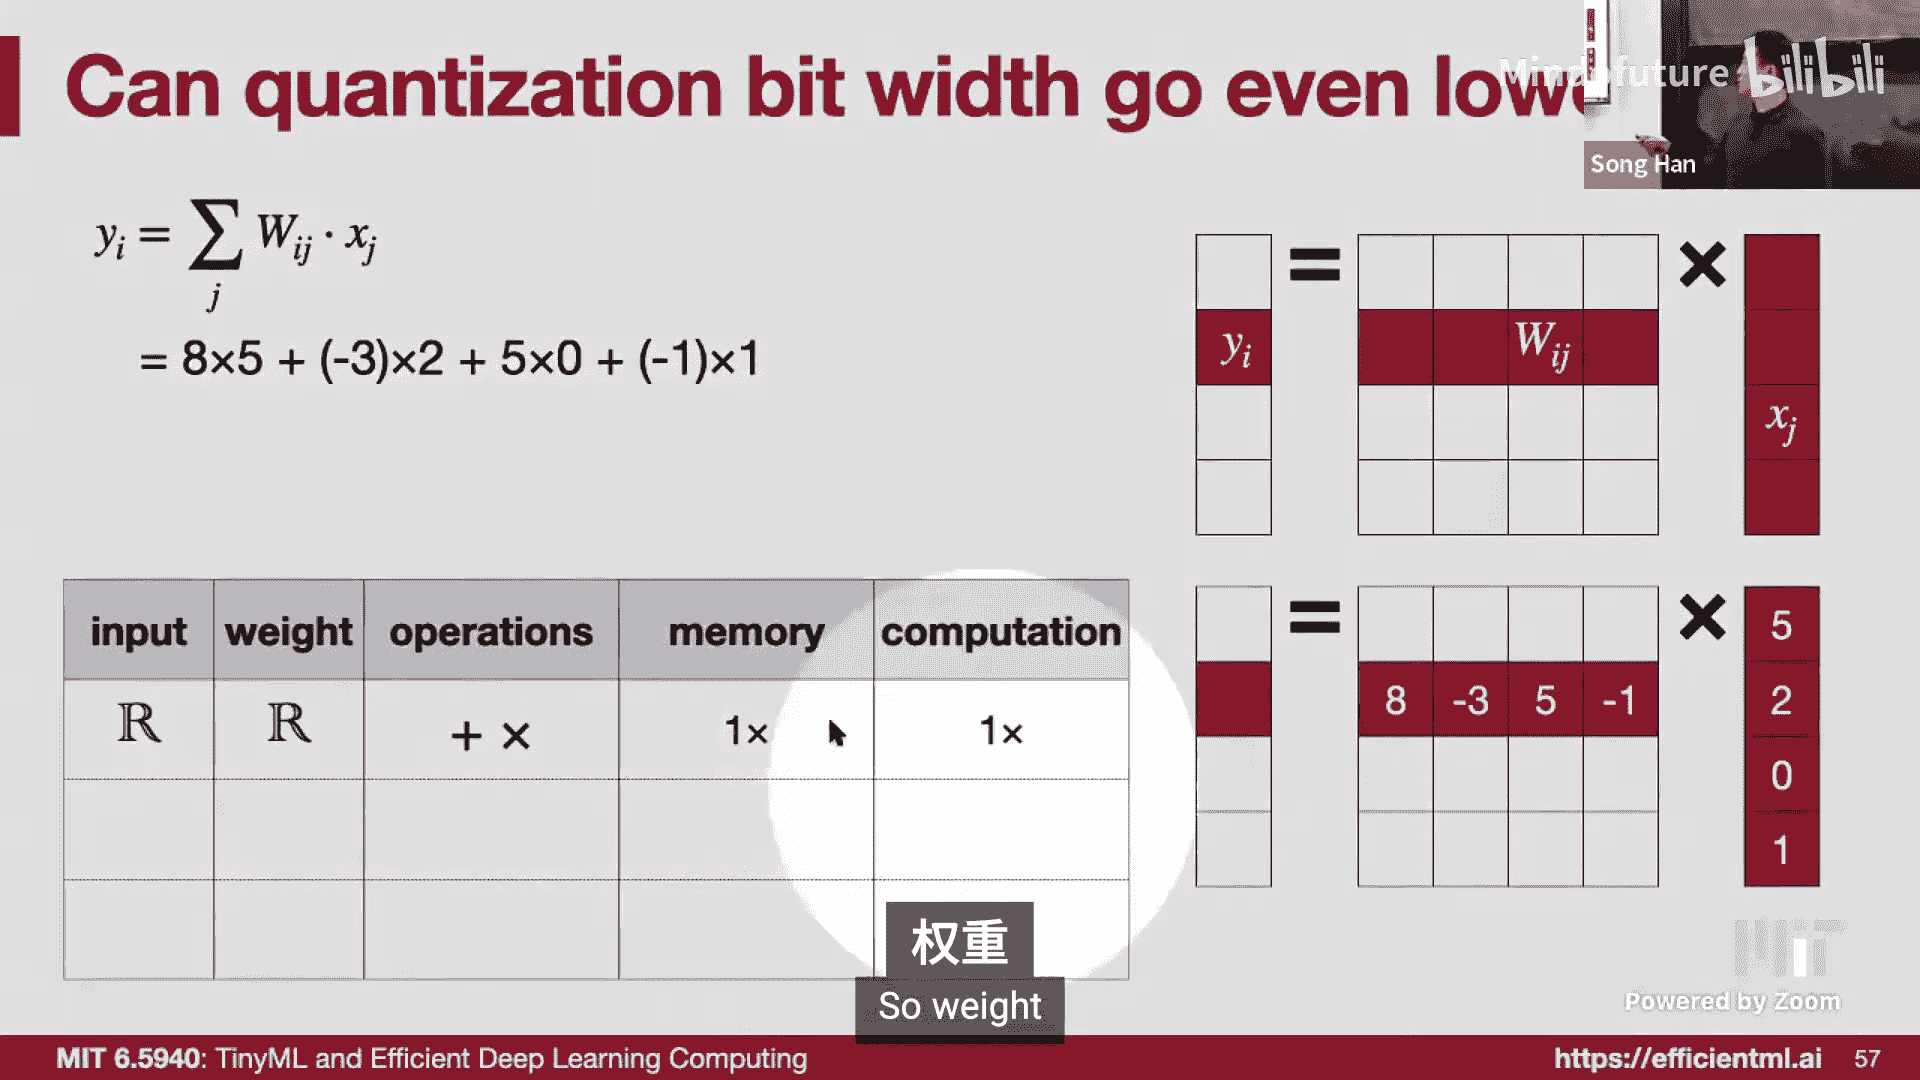 Can quantization bit width go even lowe
Mindofuture bilibili
Song Han
yᵢ = ∑ Wᵢⱼ · xⱼ
j
= 8×5 + (-3)×2 + 5×0 + (-1)×1
= ×
yᵢ Wᵢⱼ
xⱼ
input weight operations memory computation
ℝ ℝ + × 1× 1×
= × 5
8 -3 5 -1 2
0
1
权重
So weight
MIT
Powered by Zoom
MIT 6.5940: TinyML and Efficient Deep Learning Computing
https://efficientml.ai 57